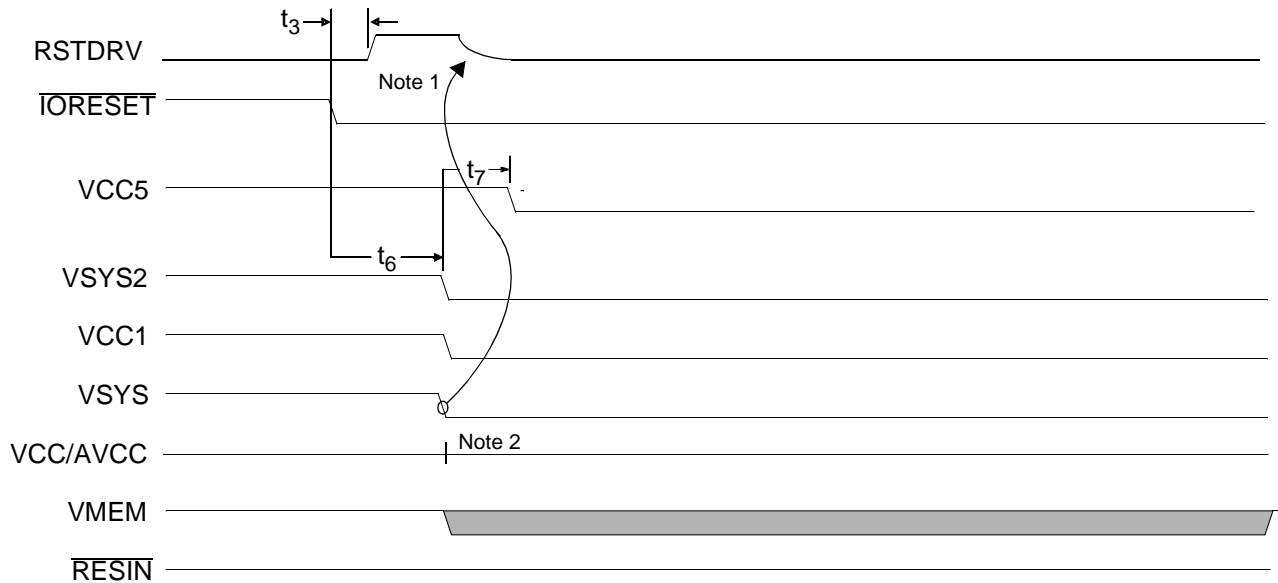 t3
RSTDRV
Note 1
IORESET
t7
VCC5
t6
VSYS2
VCC1
VSYS
Note 2
VCC/AVCC
VMEM
RESIN